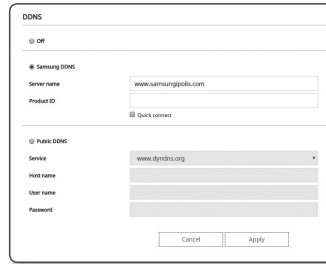 DDNS
Off
Samsung DDNS
Server name www.samsungipolis.com
Product ID
Quick connect
Public DDNS
Service www.dyndns.org
Host name
User name
Password
Cancel Apply